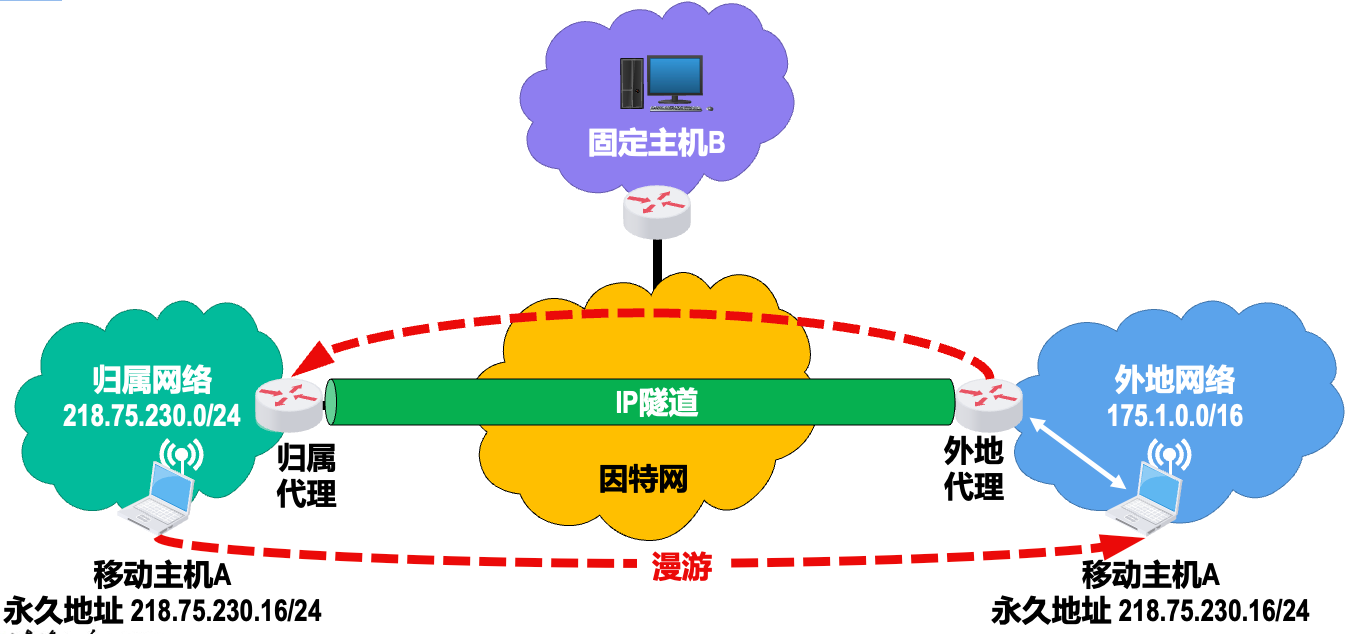 固定主机B
归属网络
218.75.230.0/24
IP隧道
外地网络
175.1.0.0/16
归属
代理
因特网
外地
代理
漫游
移动主机A
永久地址 218.75.230.16/24
移动主机A
永久地址 218.75.230.16/24